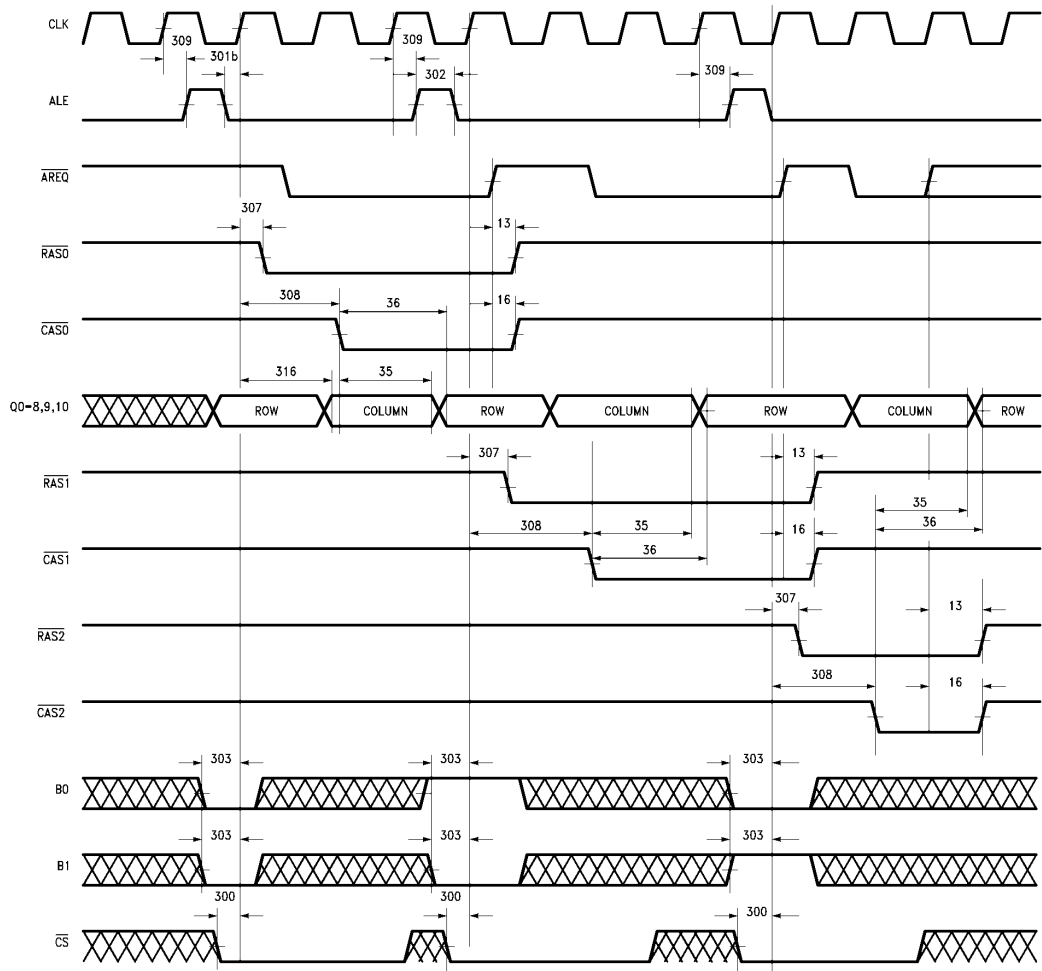 CLK
309
301b
309
302
309
ALE
AREQ
307
13
RAS0
308
36
16
CAS0
316
35
Q0=8,9,10
ROW
COLUMN
ROW
COLUMN
ROW
COLUMN
ROW
307
13
RAS1
35
308
35
16
36
CAS1
36
307
13
RAS2
308
16
CAS2
303
303
303
B0
303
303
303
B1
300
300
300
CS